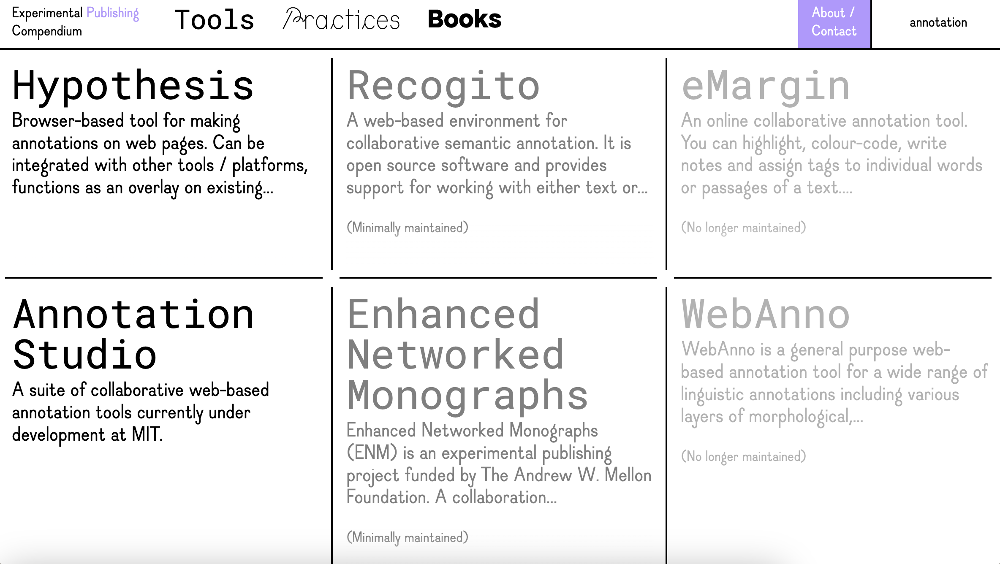 Experimental Publishing
Compendium
Tools
Practices
Books
About /
Contact
annotation
Hypothesis
Browser-based tool for making
annotations on web pages. Can be
integrated with other tools / platforms,
functions as an overlay on existing...
Recogito
A web-based environment for
collaborative semantic annotation. It is
open source software and provides
support for working with either text or...
(Minimally maintained)
eMargin
An online collaborative annotation tool.
You can highlight, colour-code, write
notes and assign tags to individual words
or passages of a text....
(No longer maintained)
Annotation
Studio
A suite of collaborative web-based
annotation tools currently under
development at MIT.
Enhanced
Networked
Monographs
Enhanced Networked Monographs
(ENM) is an experimental publishing
project funded by The Andrew W. Mellon
Foundation. A collaboration...
(Minimally maintained)
WebAnno
WebAnno is a general purpose web-
based annotation tool for a wide range of
linguistic annotations including various
layers of morphological,...
(No longer maintained)